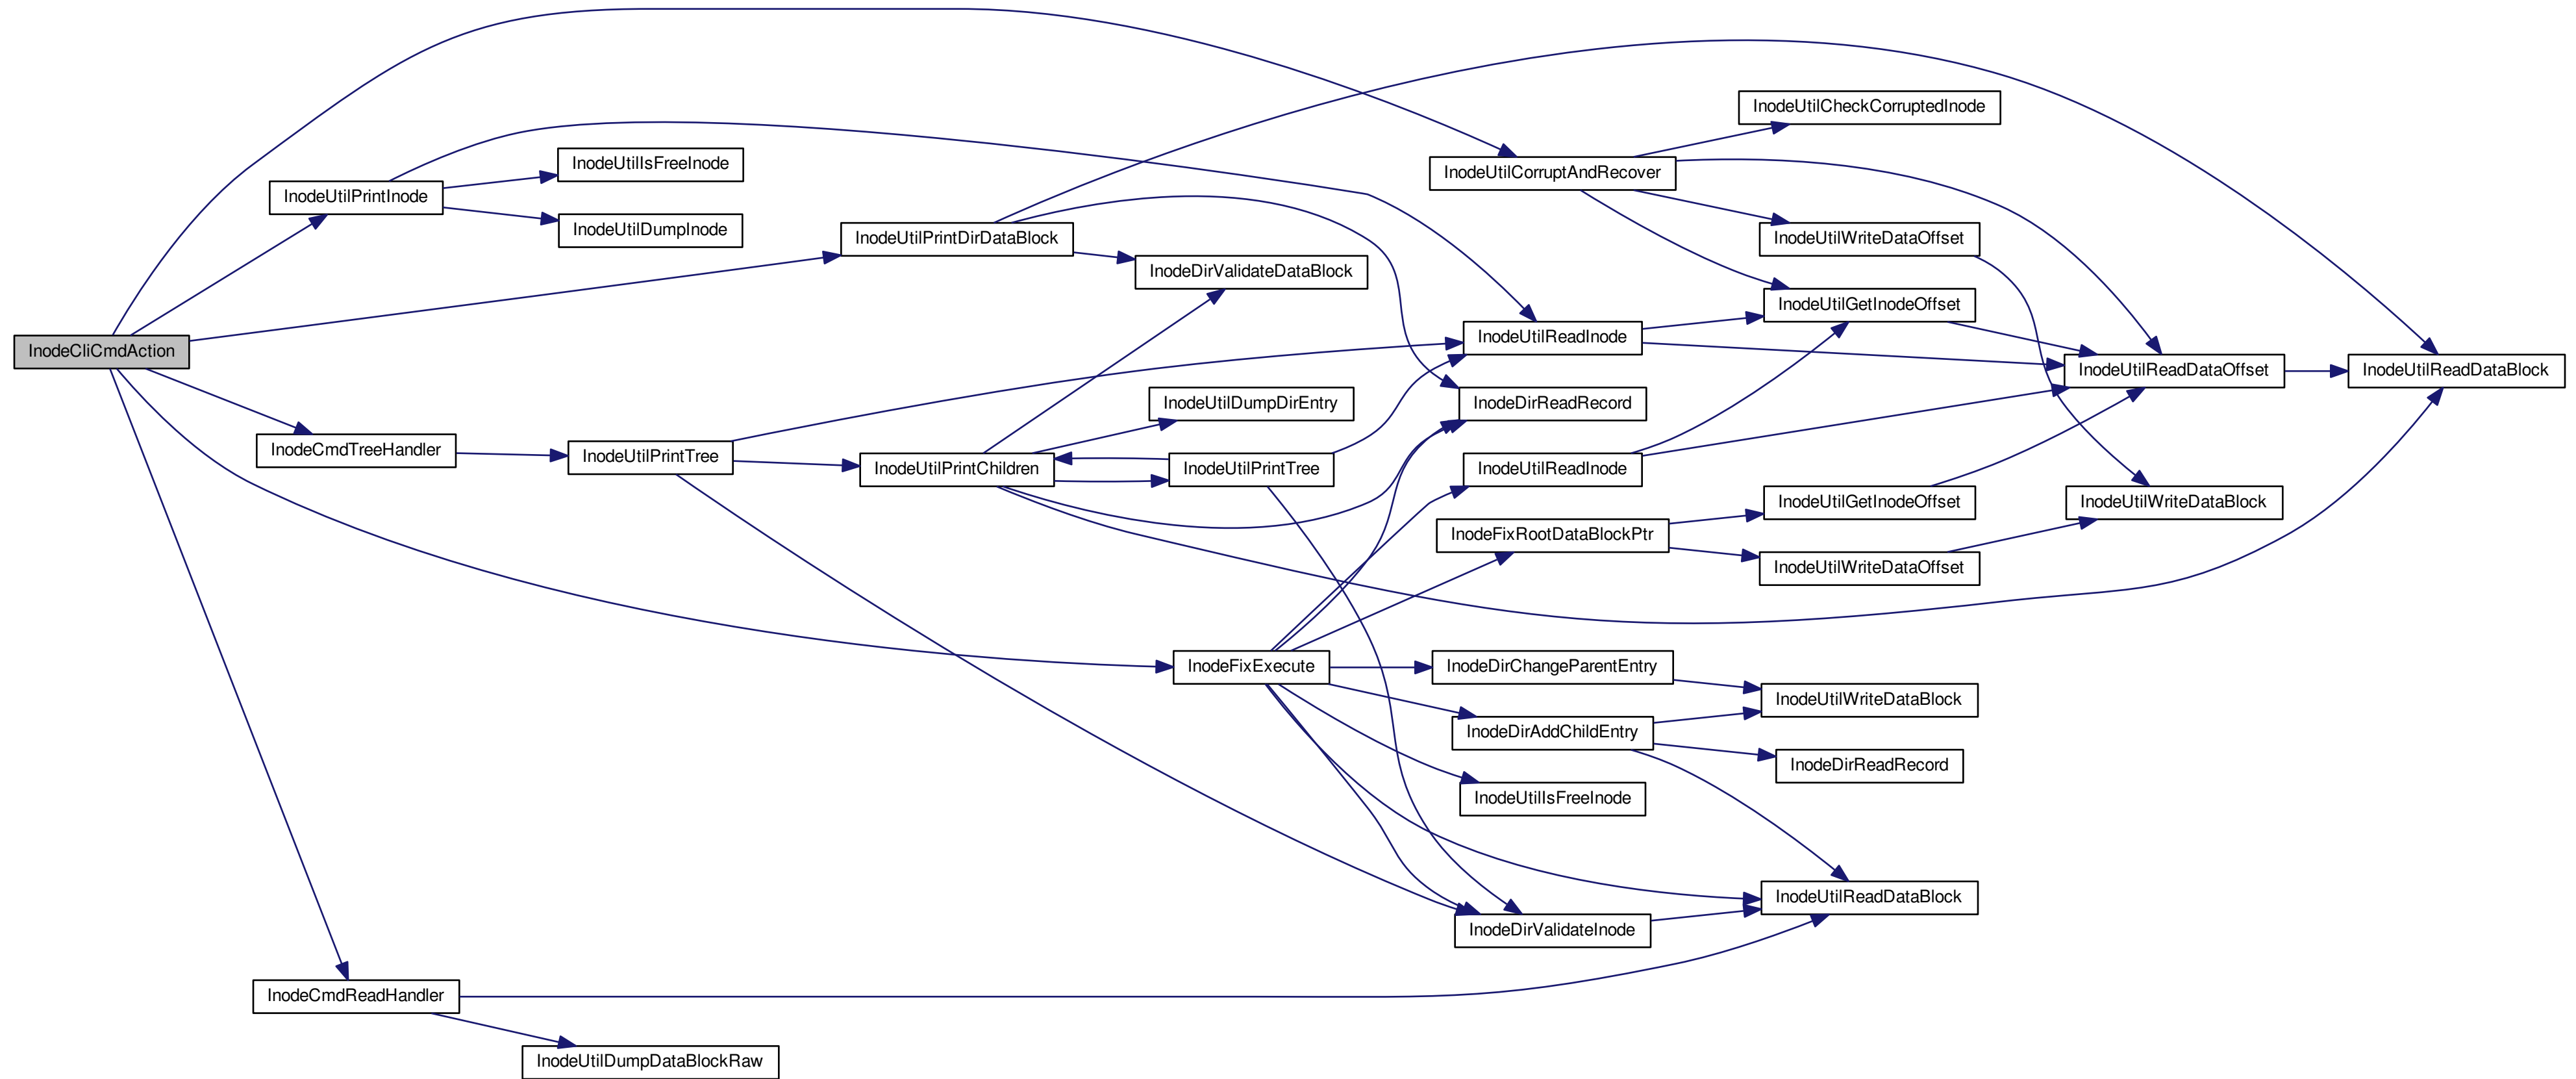 InodeCliCmdAction
InodeUtilPrintInode
InodeCmdTreeHandler
InodeCmdReadHandler
InodeUtilIsFreeInode
InodeUtilDumpInode
InodeUtilPrintTree
InodeUtilDumpDataBlockRaw
InodeUtilPrintDirDataBlock
InodeUtilPrintChildren
InodeDirValidateDataBlock
InodeUtilDumpDirEntry
InodeUtilPrintTree
InodeFixExecute
InodeUtilCorruptAndRecover
InodeUtilReadInode
InodeDirReadRecord
InodeUtilReadInode
InodeFixRootDataBlockPtr
InodeDirChangeParentEntry
InodeDirAddChildEntry
InodeUtilIsFreeInode
InodeDirValidateInode
InodeUtilCheckCorruptedInode
InodeUtilWriteDataOffset
InodeUtilGetInodeOffset
InodeUtilGetInodeOffset
InodeUtilWriteDataOffset
InodeUtilWriteDataBlock
InodeDirReadRecord
InodeUtilReadDataBlock
InodeUtilReadDataOffset
InodeUtilWriteDataBlock
InodeUtilReadDataBlock